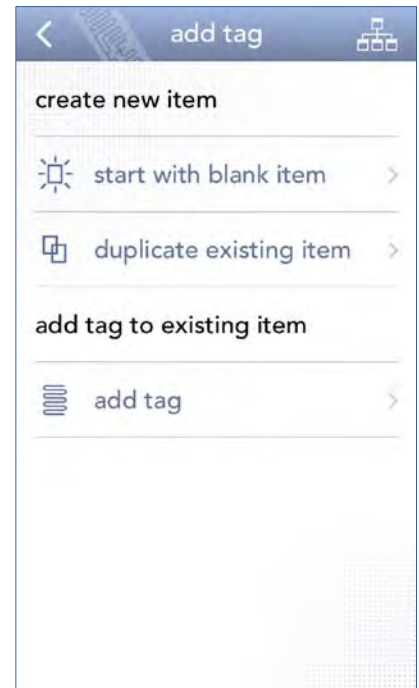 add tag
create new item
start with blank item
duplicate existing item
add tag to existing item
add tag